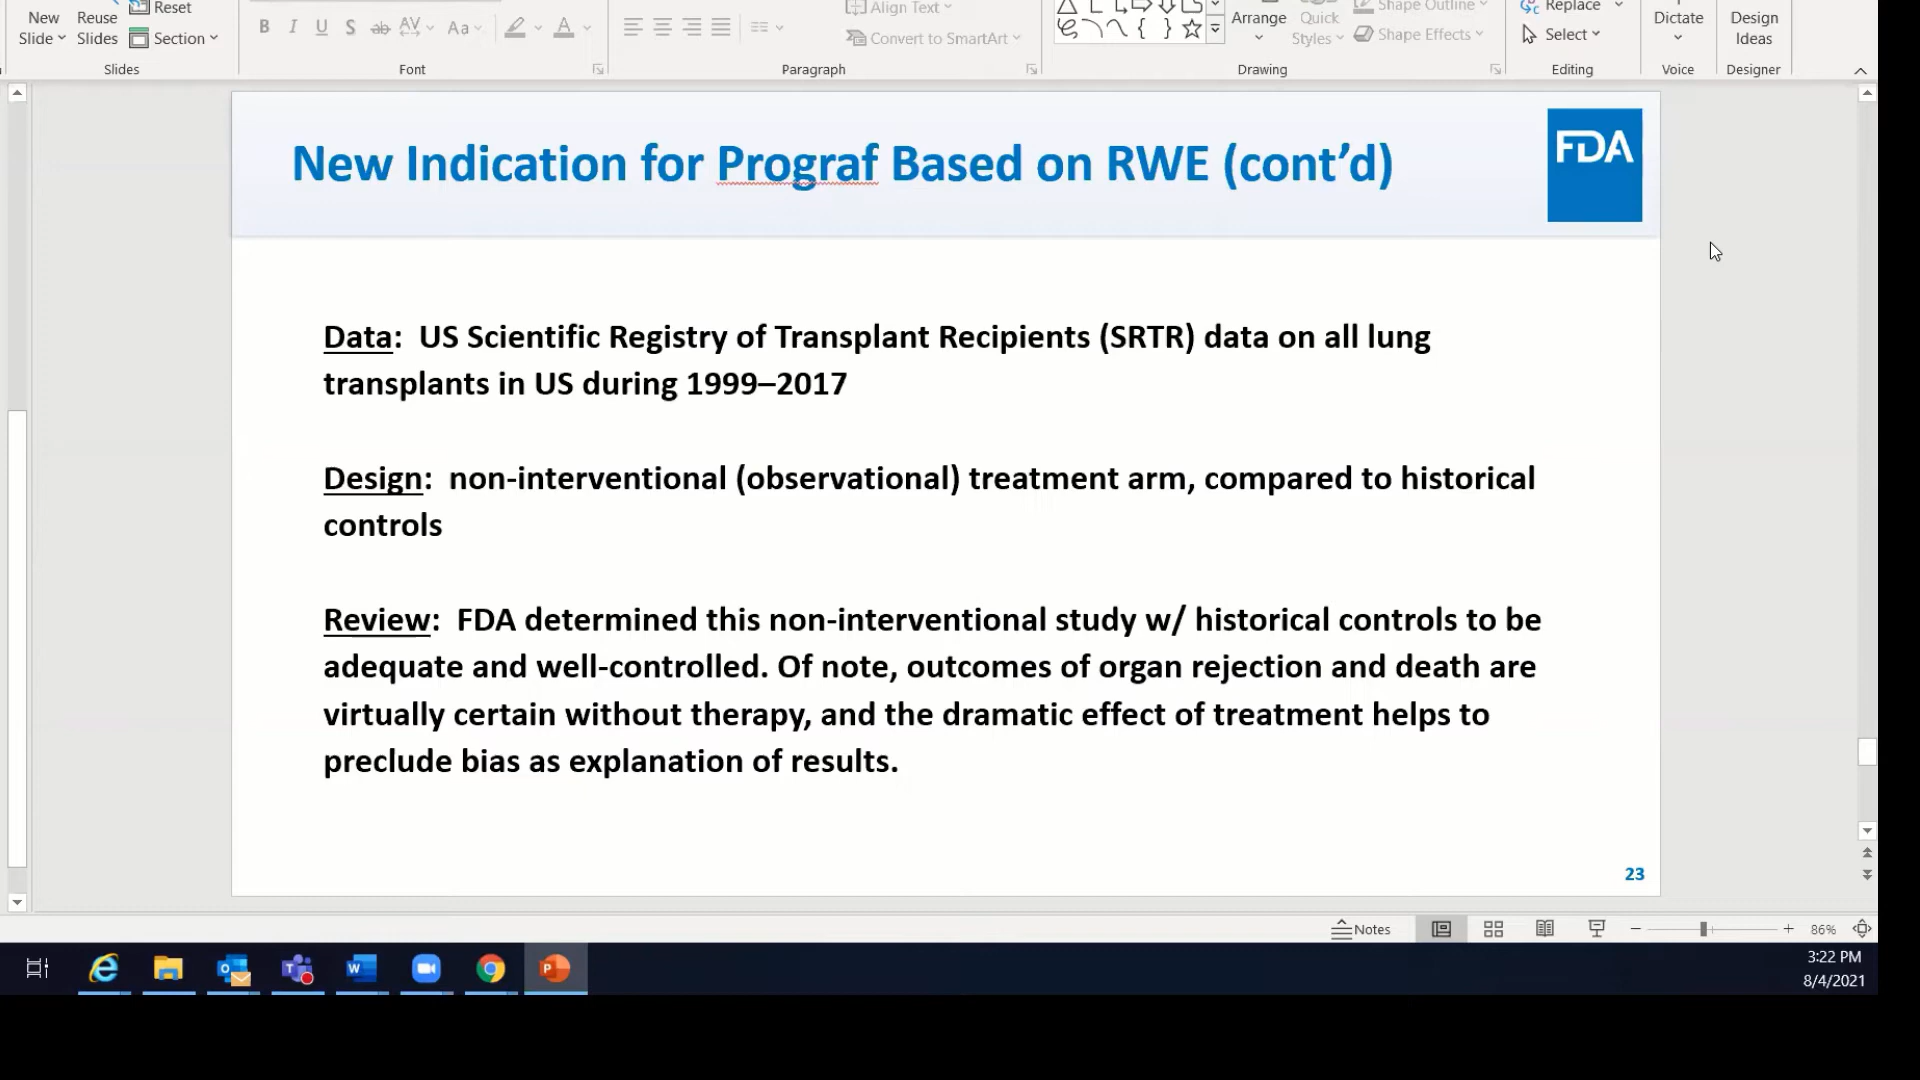 New
Slide
Reuse
Slides
Reset
Section
Slides
B I U S ab AV Aa A
Font
Align Text
Convert to SmartArt
Paragraph
Arrange
Quick
Styles
Shape Outline
Shape Effects
Drawing
Replace
Select
Editing
Dictate
Voice
Design
Ideas
Designer
New Indication for Prograf Based on RWE (cont’d)
FDA
Data: US Scientific Registry of Transplant Recipients (SRTR) data on all lung
transplants in US during 1999–2017
Design: non-interventional (observational) treatment arm, compared to historical
controls
Review: FDA determined this non-interventional study w/ historical controls to be
adequate and well-controlled. Of note, outcomes of organ rejection and death are
virtually certain without therapy, and the dramatic effect of treatment helps to
preclude bias as explanation of results.
23
Notes
86%
3:22 PM
8/4/2021